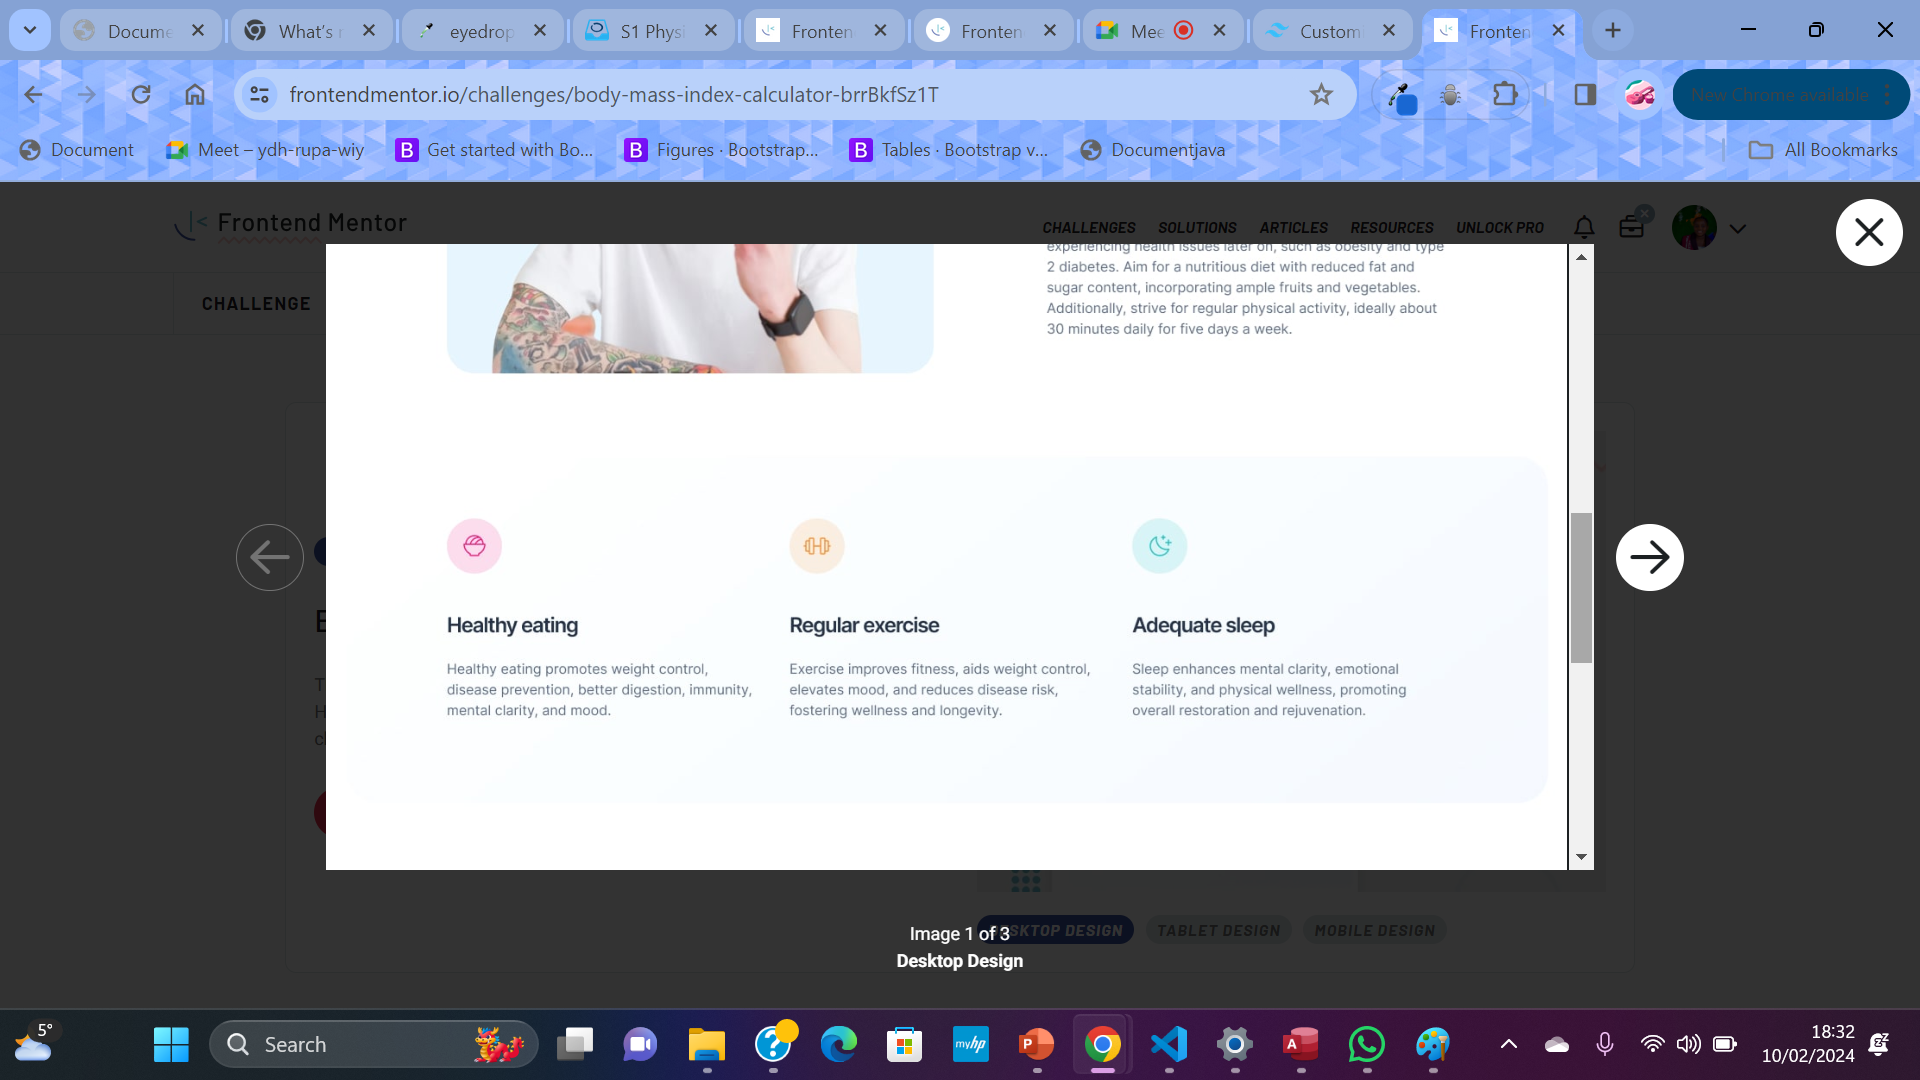 Docume
What's
eyedrop
S1 Physi
Fronten
Fronten
Mee
Custom
Fronten
frontendmentor.io/challenges/body-mass-index-calculator-brrBkfSz1T
New Chrome available
Document
Meet – ydh-rupa-wiy
Get started with Bo...
Figures · Bootstrap...
Tables · Bootstrap v...
Documentjava
All Bookmarks
Frontend Mentor
CHALLENGES
SOLUTIONS
ARTICLES
RESOURCES
UNLOCK PRO
CHALLENGE
experiencing health issues later on, such as obesity and type
2 diabetes. Aim for a nutritious diet with reduced fat and
sugar content, incorporating ample fruits and vegetables.
Additionally, strive for regular physical activity, ideally about
30 minutes daily for five days a week.
Healthy eating
Healthy eating promotes weight control,
disease prevention, better digestion, immunity,
mental clarity, and mood.
Regular exercise
Exercise improves fitness, aids weight control,
elevates mood, and reduces disease risk,
fostering wellness and longevity.
Adequate sleep
Sleep enhances mental clarity, emotional
stability, and physical wellness, promoting
overall restoration and rejuvenation.
Image 1 of 3
Desktop Design
DESKTOP DESIGN
TABLET DESIGN
MOBILE DESIGN
5°
Search
myhp
18:32
10/02/2024